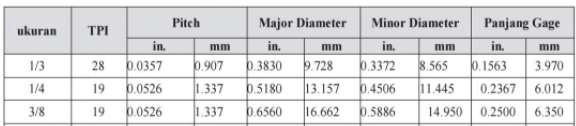 ukuran TPI Pitch Major Diameter Minor Diameter Panjang Gage
in. mm in. mm in. mm in. mm
1/3 28 0.0357 0.907 0.3830 9.728 0.3372 8.565 0.1563 3.970
1/4 19 0.0526 1.337 0.5180 13.157 0.4506 11.445 0.2367 6.012
3/8 19 0.0526 1.337 0.6560 16.662 0.5886 14.950 0.2500 6.350